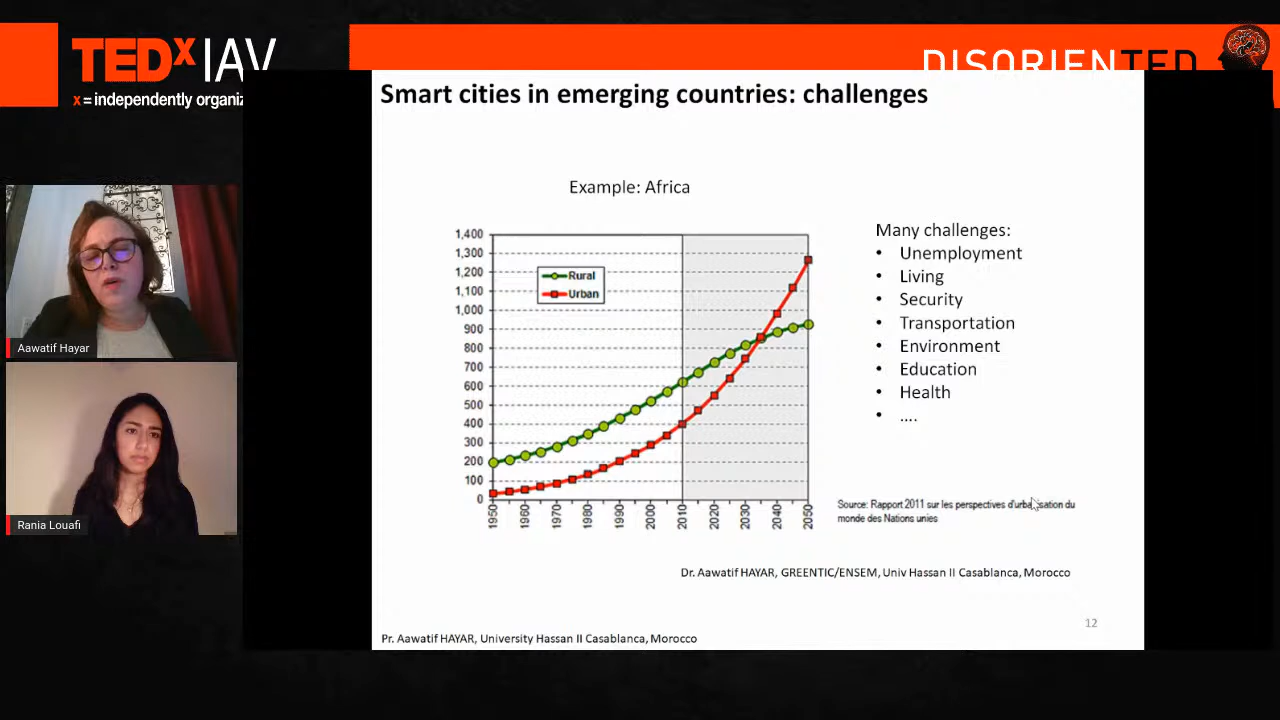 TEDx|AV
x = independently organiz
DISORIENTED
Smart cities in emerging countries: challenges
Example: Africa
1,400
1,300
1,200
1,100
1,000
900
800
700
600
500
400
300
200
100
0
Rural
Urban
1950
1960
1970
1980
1990
2000
2010
2020
2030
2040
2050
Many challenges:
• Unemployment
• Living
• Security
• Transportation
• Environment
• Education
• Health
• ....
Source: Rapport 2011 sur les perspectives d'urbanisation du
monde des Nations unies
Dr. Aawatif HAYAR, GREENTIC/ENSEM, Univ Hassan II Casablanca, Morocco
12
Pr. Aawatif HAYAR, University Hassan II Casablanca, Morocco
Aawatif Hayar
Rania Louafi